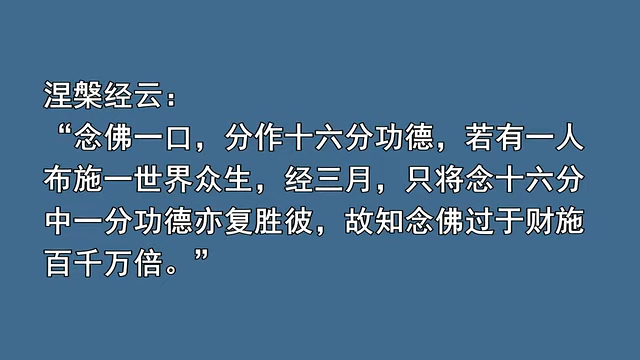 涅槃经云：
“念佛一口，分作十六分功德，若有一人
布施一世界众生，经三月，只将念十六分
中一分功德亦复胜彼，故知念佛过于财施
百千万倍。”